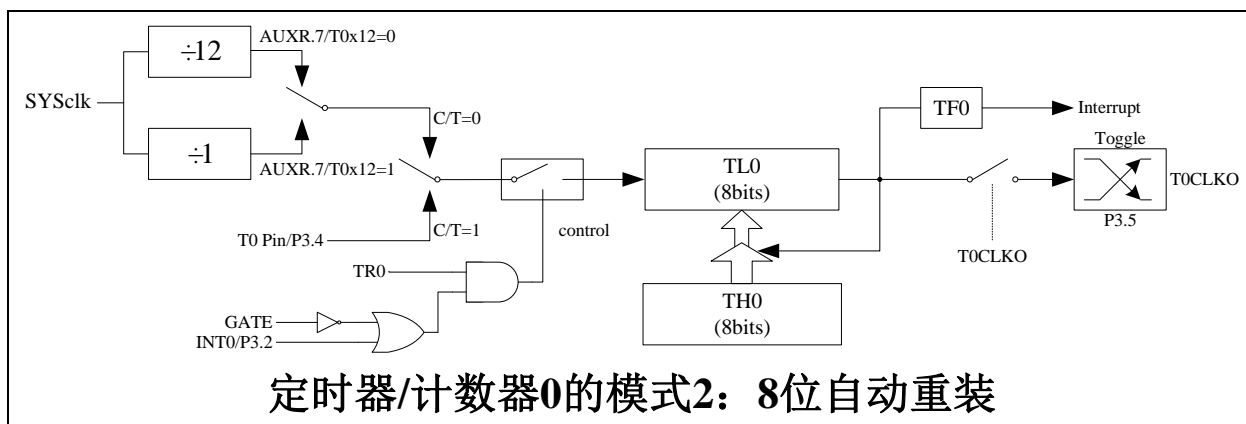 ÷12
AUXR.7/T0x12=0
SYSclk
÷1
AUXR.7/T0x12=1
C/T=0
C/T=1
T0 Pin/P3.4
control
TR0
GATE
INT0/P3.2
TL0
(8bits)
TH0
(8bits)
TF0
Interrupt
Toggle
T0CLKO
P3.5
T0CLKO
定时器/计数器0的模式2：8位自动重装